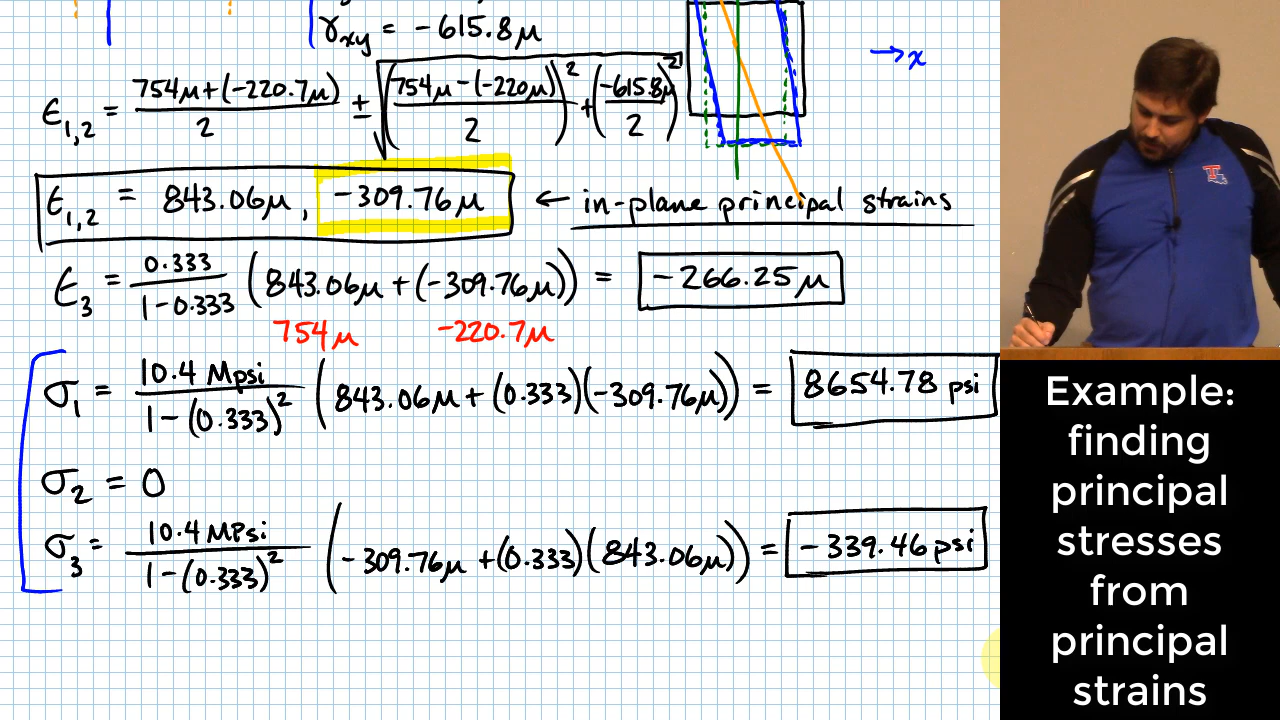 γxy = -615.8μ
→x
ϵ1,2 = (754μ+(-220.7μ))/2 ± √(((754μ-(-220μ))/2)² + (-615.8μ/2)²)
ϵ1,2 = 843.06μ, -309.76μ ← in-plane principal strains
ϵ3 = 0.333/(1-0.333) (843.06μ + (-309.76μ)) = -266.25μ
754μ -220.7μ
σ1 = 10.4 Mpsi/(1-(0.333)²) (843.06μ + (0.333)(-309.76μ)) = 8654.78 psi
σ2 = 0
σ3 = 10.4 MPsi/(1-(0.333)²) (-309.76μ + (0.333)(843.06μ)) = -339.46 psi
Example:
finding
principal
stresses
from
principal
strains